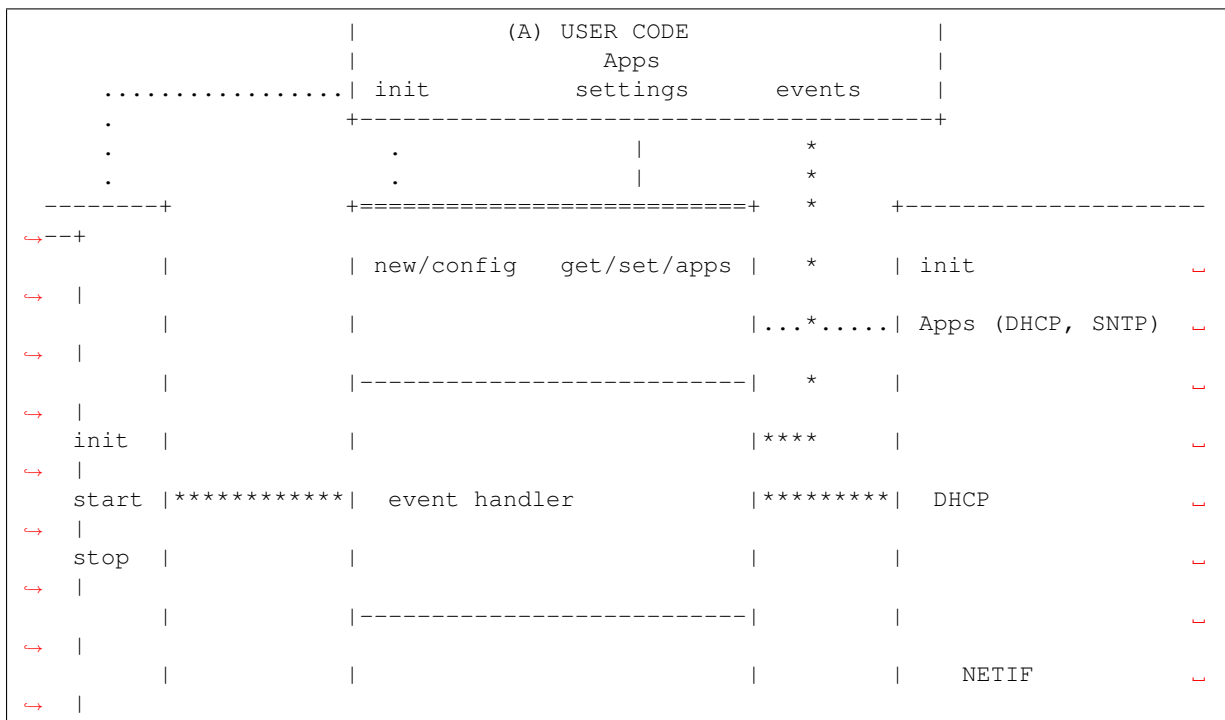 |          (A) USER CODE                 |
|                 Apps                   |
.................| init          settings      events     |
.                +----------------------------------------+
.                   .                |           *
.                   .                |           *
--------+            +===========================+   *     +---------------------
↪--+
|            | new/config   get/set/apps |   *     | init                ␣
↪  |
|            |                           |...*.....| Apps (DHCP, SNTP)  ␣
↪  |
|            |---------------------------|   *     |                    ␣
↪  |
init  |            |                           |****     |                    ␣
↪  |
start |************|  event handler            |*********|  DHCP              ␣
↪  |
stop  |            |                           |         |                    ␣
↪  |
|            |---------------------------|         |                    ␣
↪  |
|            |                           |         |    NETIF           ␣
↪  |